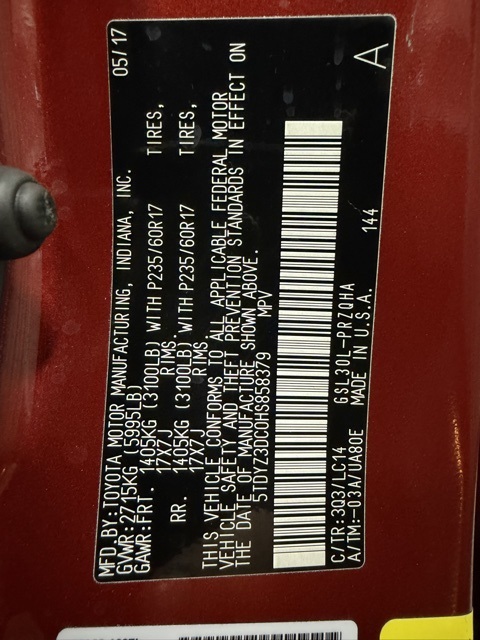 MFD.BY:TOYOTA MOTOR MANUFACTURING, INDIANA, INC. 05/17
GVWR:2715KG (5995LB)
GAWR:FRT. 1405KG (3100LB) WITH P235/60R17 TIRES,
17X7J RIMS,
RR. 1405KG (3100LB) WITH P235/60R17 TIRES,
17X7J RIMS.
THIS VEHICLE CONFORMS TO ALL APPLICABLE FEDERAL MOTOR
VEHICLE SAFETY AND THEFT PREVENTION STANDARDS IN EFFECT ON
THE DATE OF MANUFACTURE SHOWN ABOVE.
5TDYZ3DC0HS858379 MPV
C/TR:3Q3/LC14 GSL30L-PRZQHA 144
A/TM:-03A/UA80E MADE IN U.S.A. A